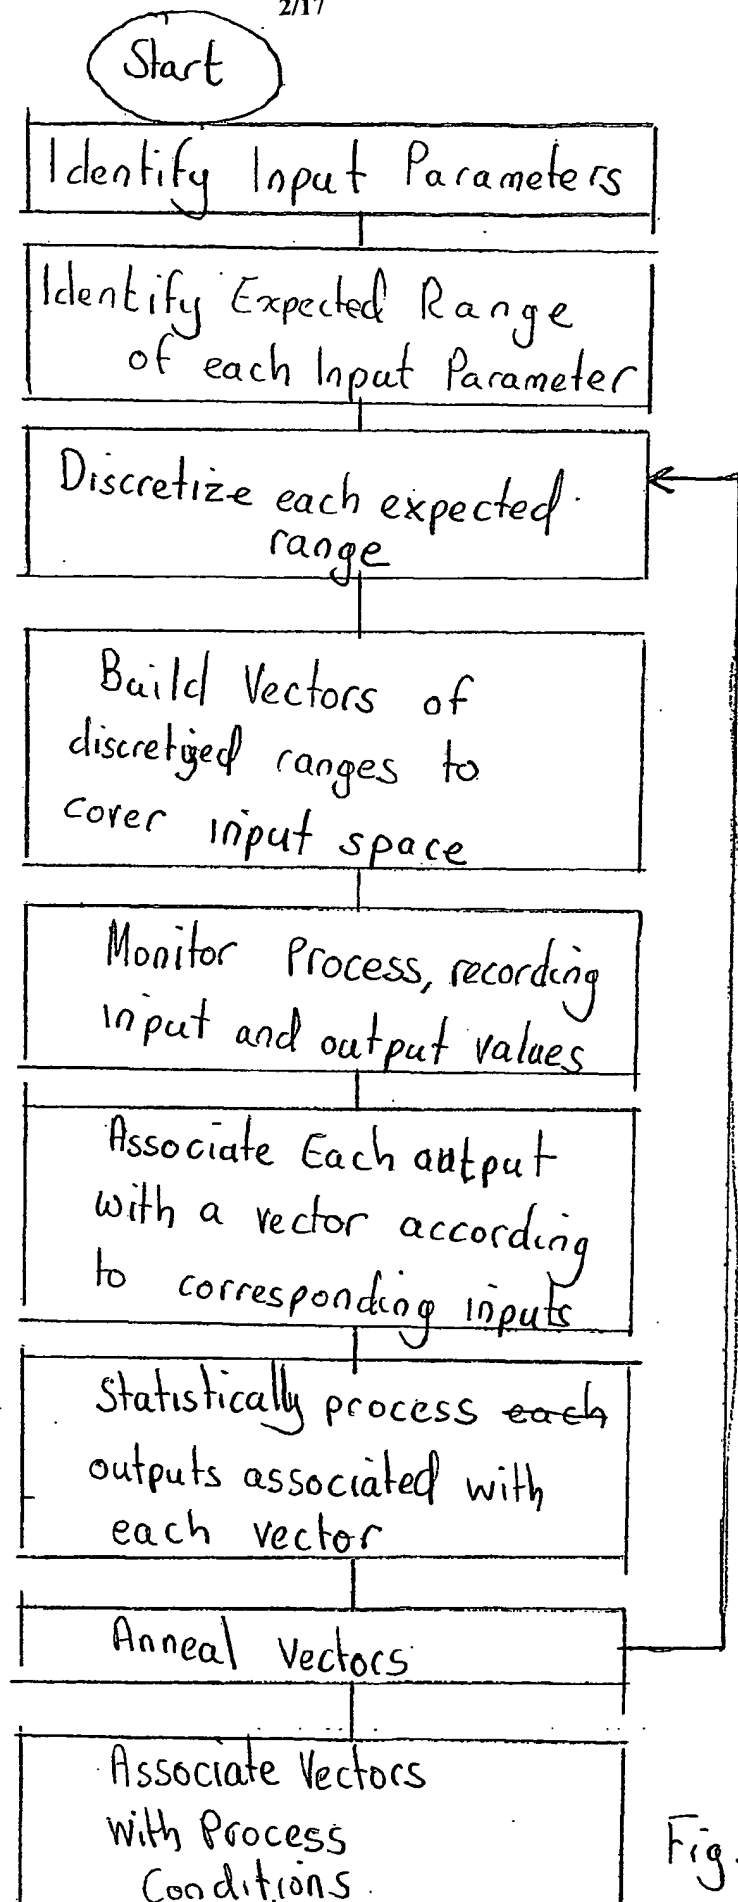 2/17
Start
Identify Input Parameters
Identify Expected Range
of each Input Parameter
Discretize each expected
range
Build Vectors of
discretized ranges to
cover input space
Monitor Process, recording
input and output values
Associate Each output
with a vector according
to corresponding inputs
Statistically process each
outputs associated with
each vector
Anneal Vectors
Associate Vectors
with Process
Conditions
Fig.